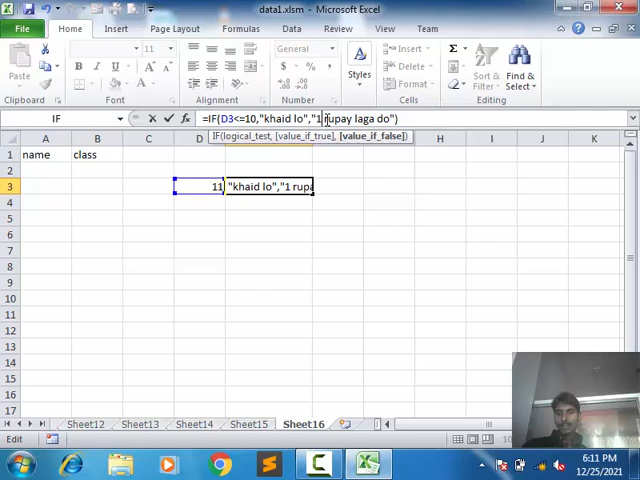 data1.xlsm - Microsoft Excel
File Home Insert Page Layout Formulas Data Review View Developer Team
Paste
Clipboard
11
Font
Alignment
General
$ % ,
Number
Styles
Insert
Delete
Format
Cells
Σ
Sort & Filter
Find & Select
Editing
IF =IF(D3<=10,"khaid lo","1 rupay laga do")
IF(logical_test, [value_if_true], [value_if_false])
A B C D G H I J K
1 name class
2
3 11 "khaid lo","1 rupa
4
5
6
7
8
9
10
11
12
13
14
15
16
17
Sheet12 Sheet13 Sheet14 Sheet15 Sheet16
Edit 100%
6:11 PM
12/25/2021